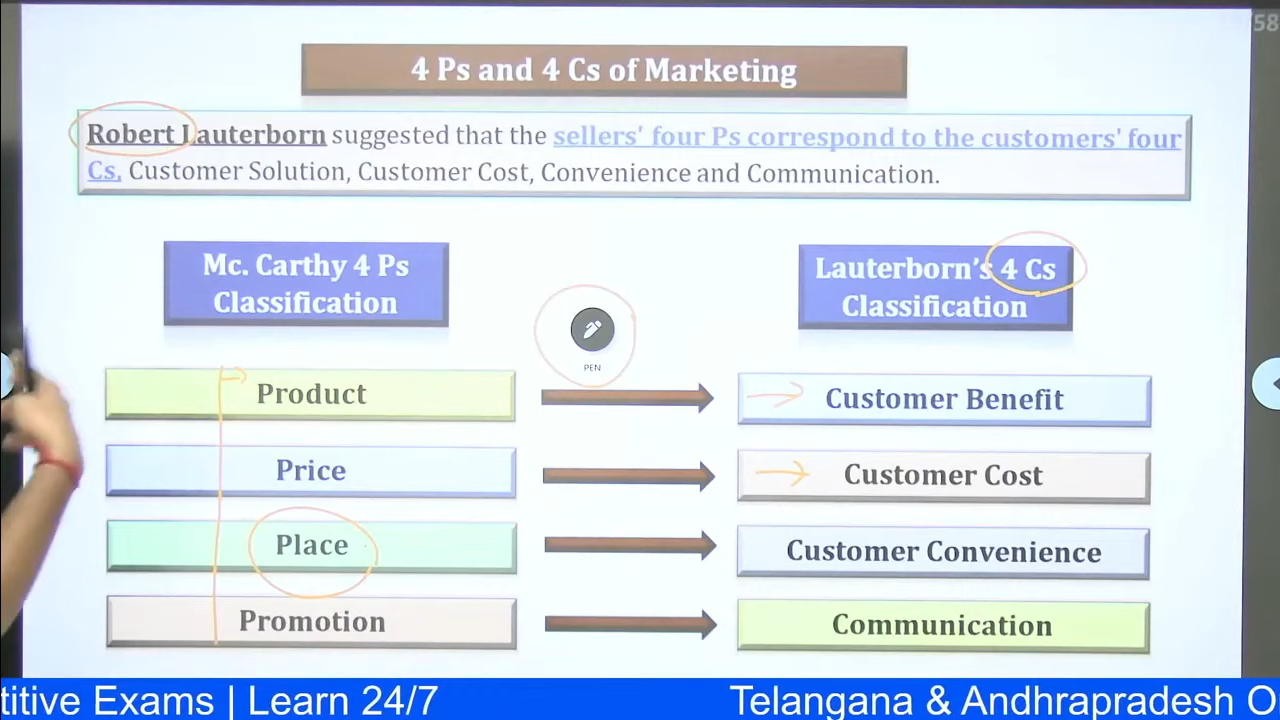 58
4 Ps and 4 Cs of Marketing
Robert Lauterborn suggested that the sellers' four Ps correspond to the customers' four
Cs, Customer Solution, Customer Cost, Convenience and Communication.
Mc. Carthy 4 Ps
Classification
Lauterborn's 4 Cs
Classification
PEN
Product
Customer Benefit
Price
Customer Cost
Place
Customer Convenience
Promotion
Communication
titive Exams | Learn 24/7
Telangana & Andhrapradesh O